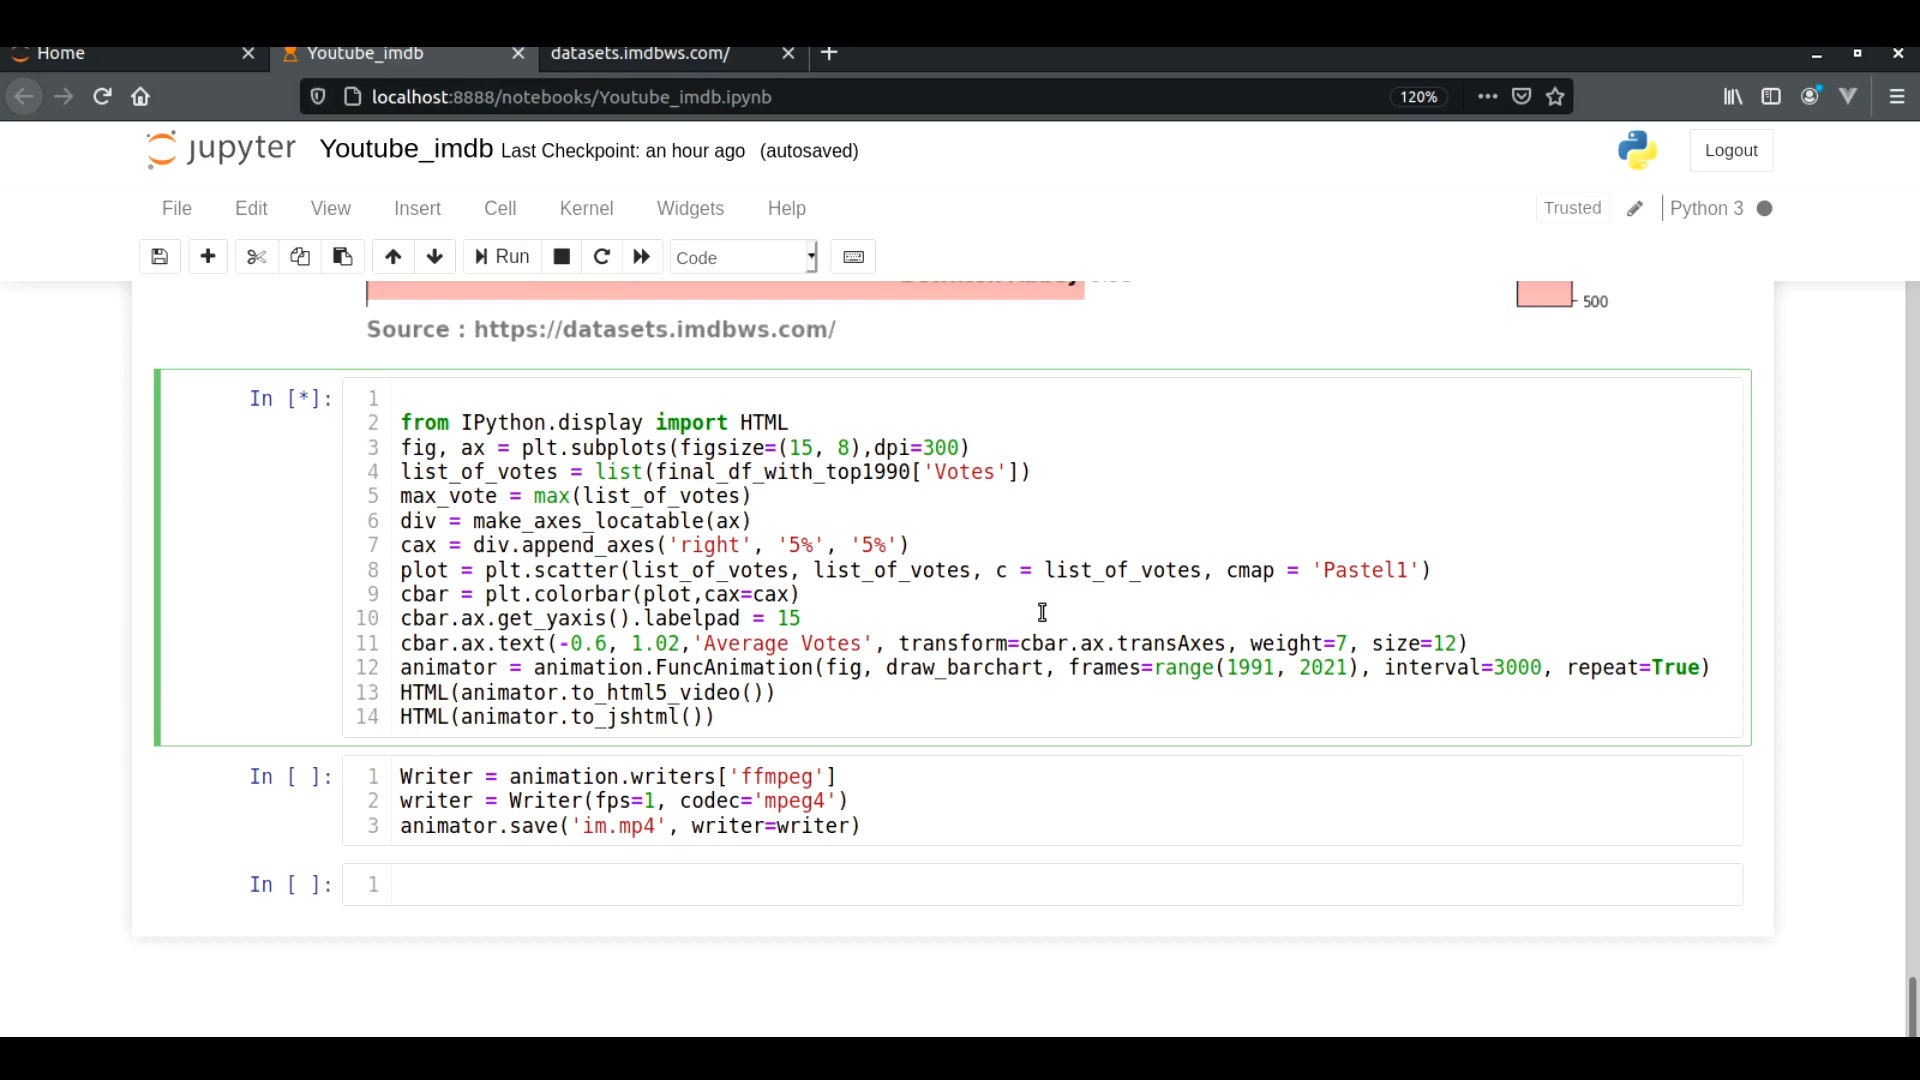 Home
Youtube_imdb
datasets.imdbws.com/
localhost:8888/notebooks/Youtube_imdb.ipynb
120%
jupyter Youtube_imdb Last Checkpoint: an hour ago (autosaved)
Logout
File Edit View Insert Cell Kernel Widgets Help
Trusted
Python 3
Run
Code
500
Source : https://datasets.imdbws.com/
In [*]:
1
2 from IPython.display import HTML
3 fig, ax = plt.subplots(figsize=(15, 8),dpi=300)
4 list_of_votes = list(final_df_with_top1990['Votes'])
5 max_vote = max(list_of_votes)
6 div = make_axes_locatable(ax)
7 cax = div.append_axes('right', '5%', '5%')
8 plot = plt.scatter(list_of_votes, list_of_votes, c = list_of_votes, cmap = 'Pastel1')
9 cbar = plt.colorbar(plot,cax=cax)
10 cbar.ax.get_yaxis().labelpad = 15
11 cbar.ax.text(-0.6, 1.02,'Average Votes', transform=cbar.ax.transAxes, weight=7, size=12)
12 animator = animation.FuncAnimation(fig, draw_barchart, frames=range(1991, 2021), interval=3000, repeat=True)
13 HTML(animator.to_html5_video())
14 HTML(animator.to_jshtml())
In [ ]:
1 Writer = animation.writers['ffmpeg']
2 writer = Writer(fps=1, codec='mpeg4')
3 animator.save('im.mp4', writer=writer)
In [ ]:
1